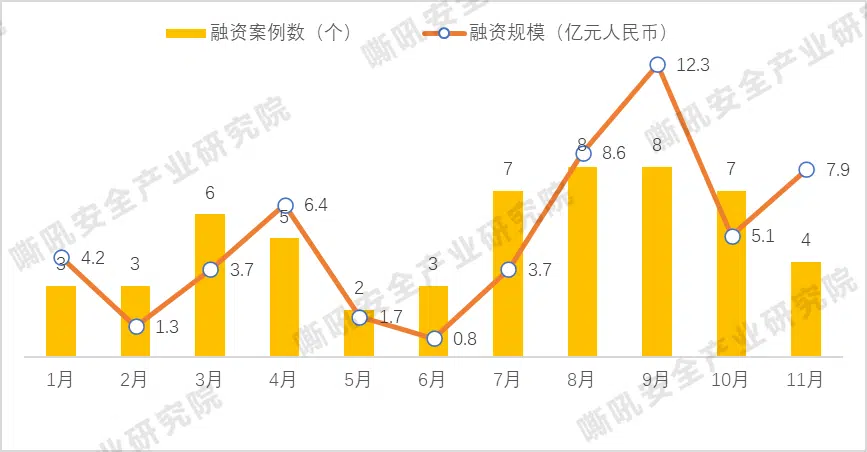 融资案例数（个） 融资规模（亿元人民币）
12.3
8 8.6 8
7 7 7.9
6 6.4
5 5.1
4.2 4
3 3 3.7 2 3 3.7
1.3 1.7 0.8
1月 2月 3月 4月 5月 6月 7月 8月 9月 10月 11月
嘶吼安全产业研究院
嘶吼安全产业研究院
嘶吼安全产业研究院
嘶吼安全产业研究院
嘶吼安全产业研究院
产业研究院